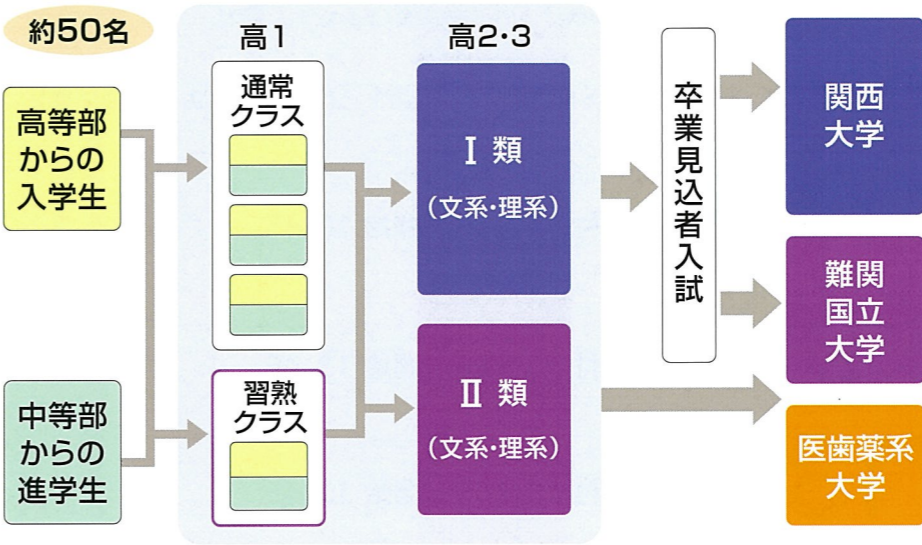 約50名
高等部
からの
入学生
中等部
からの
進学生
高1
通常
クラス
習熟
クラス
高2・3
Ⅰ 類
(文系・理系)
Ⅱ 類
(文系・理系)
卒業見込者入試
関西
大学
難関
国立
大学
医歯薬系
大学